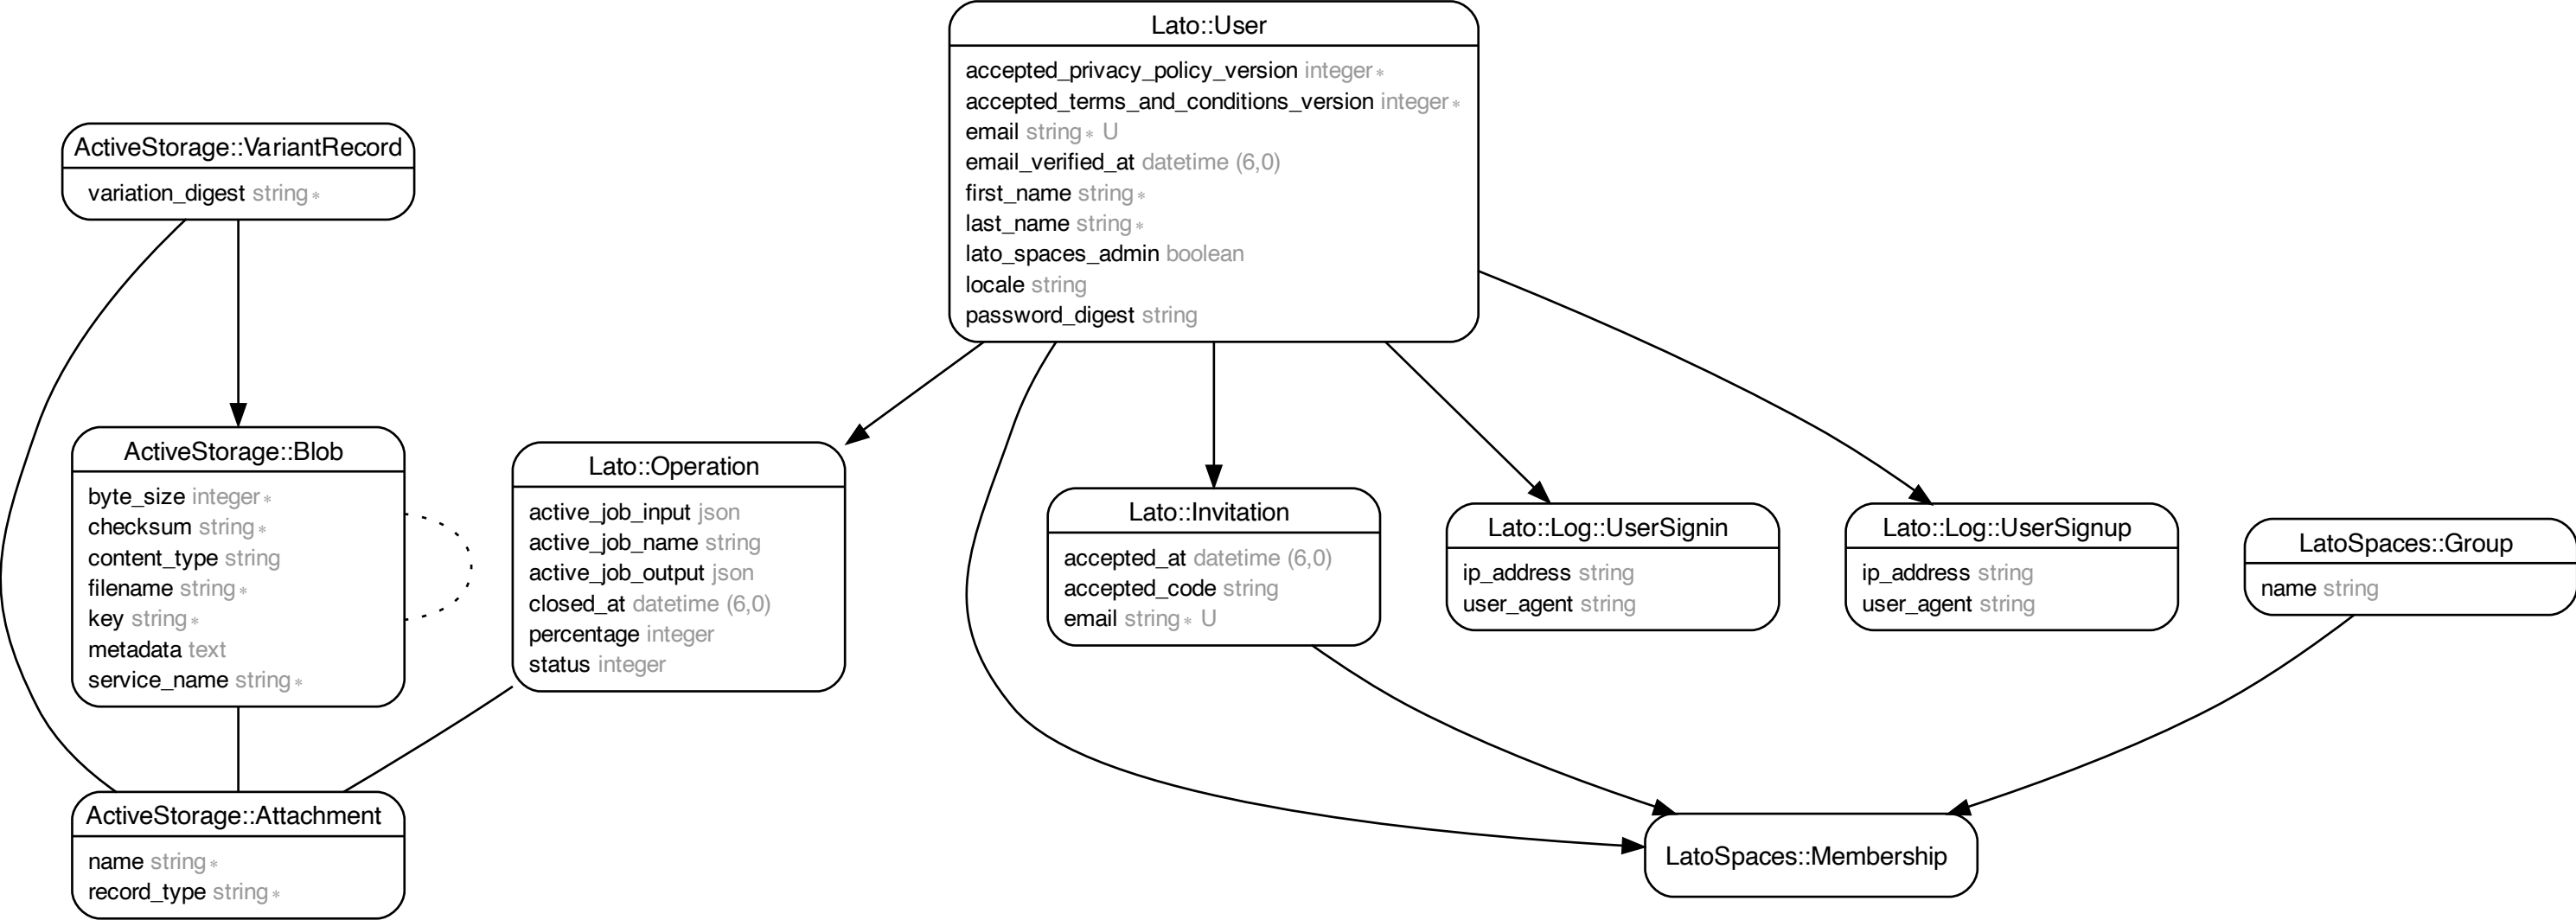 Lato::User
accepted_privacy_policy_version integer∗
accepted_terms_and_conditions_version integer∗
email string∗ U
email_verified_at datetime (6,0)
first_name string∗
last_name string∗
lato_spaces_admin boolean
locale string
password_digest string
ActiveStorage::VariantRecord
variation_digest string∗
ActiveStorage::Blob
byte_size integer∗
checksum string∗
content_type string
filename string∗
key string∗
metadata text
service_name string∗
Lato::Operation
active_job_input json
active_job_name string
active_job_output json
closed_at datetime (6,0)
percentage integer
status integer
Lato::Invitation
accepted_at datetime (6,0)
accepted_code string
email string∗ U
Lato::Log::UserSignin
ip_address string
user_agent string
Lato::Log::UserSignup
ip_address string
user_agent string
LatoSpaces::Group
name string
ActiveStorage::Attachment
name string∗
record_type string∗
LatoSpaces::Membership